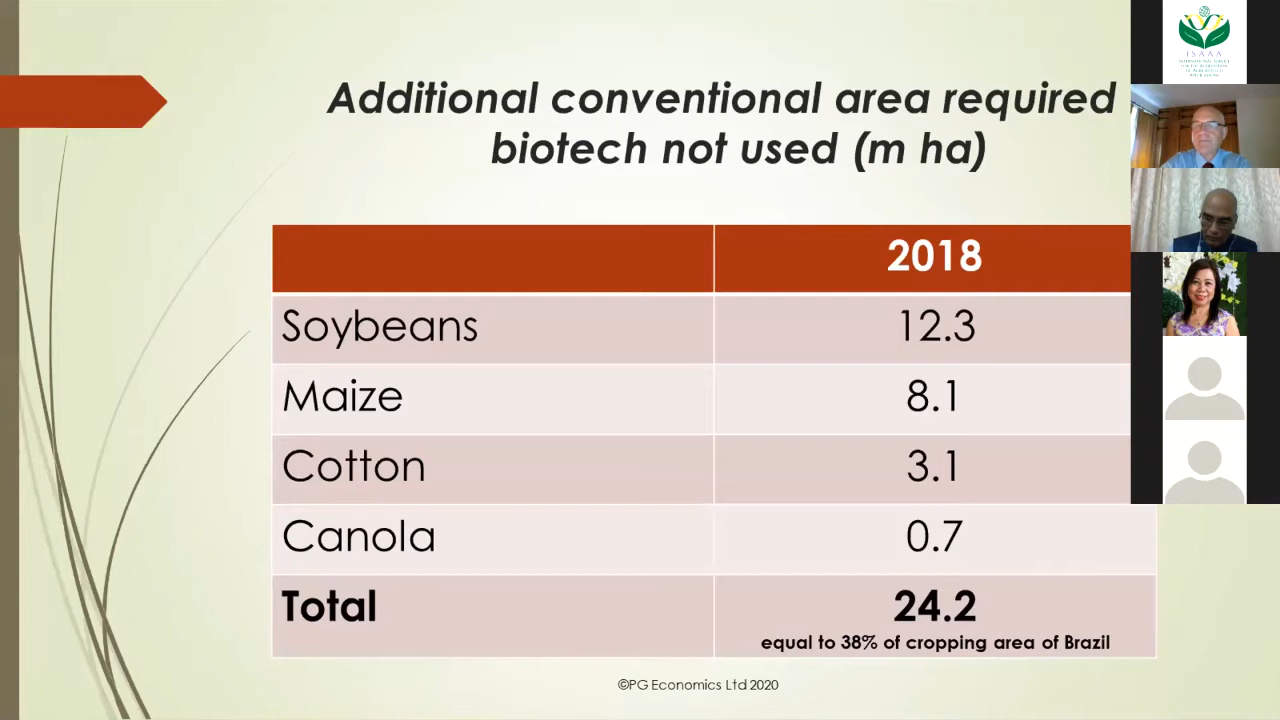 Additional conventional area required
biotech not used (m ha)
2018
Soybeans 12.3
Maize 8.1
Cotton 3.1
Canola 0.7
Total 24.2
equal to 38% of cropping area of Brazil
©PG Economics Ltd 2020
ISAAA